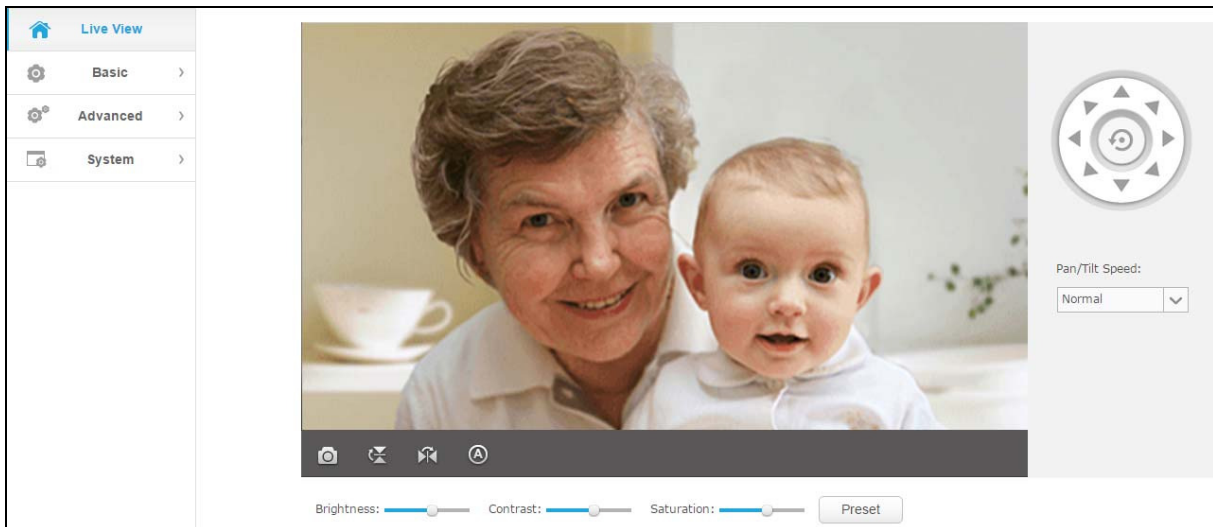 Live View
Basic
Advanced
System
Pan/Tilt Speed:
Normal
A
Brightness:
Contrast:
Saturation:
Preset